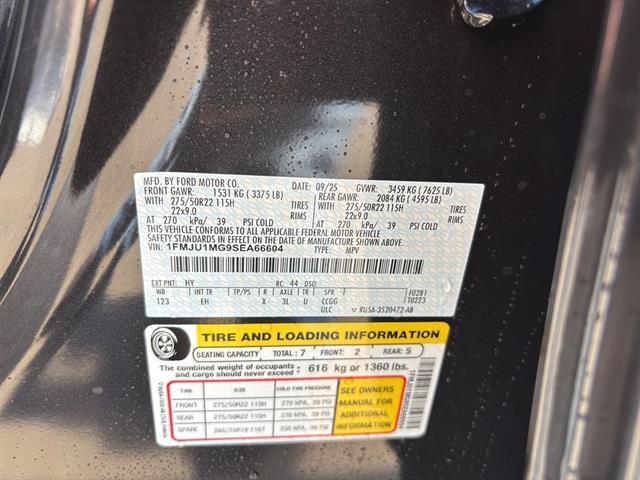 MFD. BY FORD MOTOR CO. DATE: 09/25 GVWR: 3459 KG ( 7625 LB)
FRONT GAWR: 1531 KG ( 3375 LB) REAR GAWR: 2084 KG ( 4595 LB)
WITH 275/50R22 115H TIRES WITH 275/50R22 115H TIRES
22x9.0 RIMS 22x9.0 RIMS
AT 270 kPa/ 39 PSI COLD AT 270 kPa/ 39 PSI COLD
THIS VEHICLE CONFORMS TO ALL APPLICABLE FEDERAL MOTOR VEHICLE
SAFETY STANDARDS IN EFFECT ON THE DATE OF MANUFACTURE SHOWN ABOVE.
VIN: 1FMJU1MG9SEA66604 TYPE: MPV
EXT PNT: HY RC: 44 DSO:
WB INT TR TP/PS R AXLE TR SPR F0281
123 EH X 3L U CCGG T0223
ULC RU5A-3520472-AB
TIRE AND LOADING INFORMATION
SEATING CAPACITY TOTAL: 7 FRONT: 2 REAR: 5
The combined weight of occupants and cargo should never exceed: 616 kg or 1360 lbs.
TIRE SIZE COLD TIRE PRESSURE
FRONT 275/50R22 115H 270 KPA, 39 PSI
REAR 275/50R22 115H 270 KPA, 39 PSI
SPARE 265/70R18 116T 250 KPA, 36 PSI
SEE OWNERS
MANUAL FOR
ADDITIONAL
INFORMATION